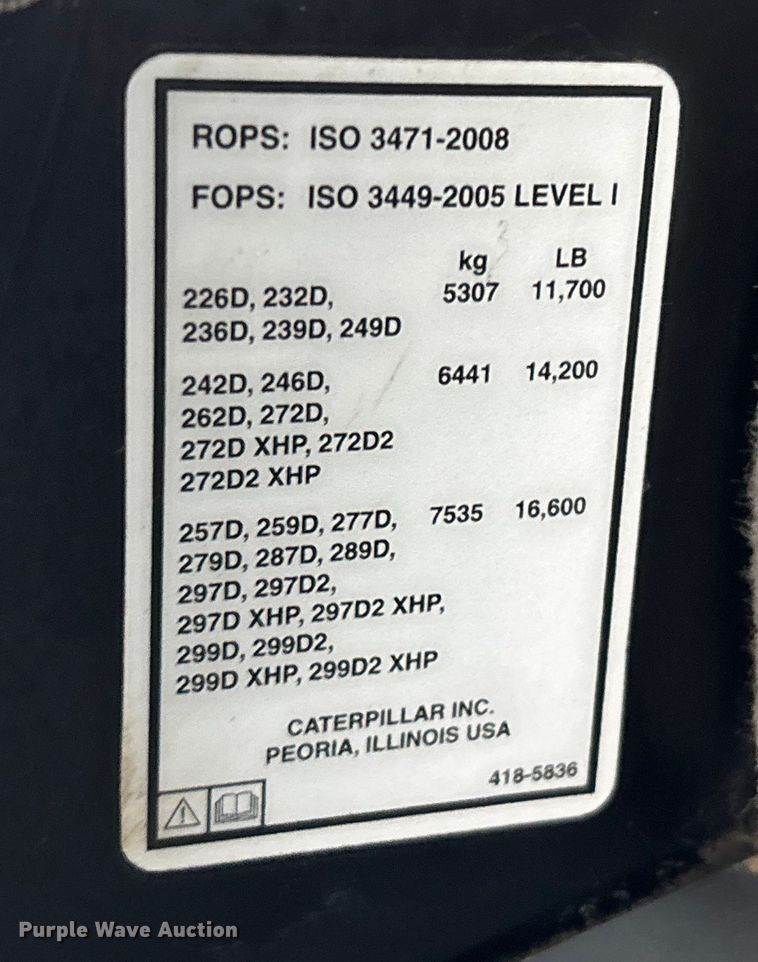 ROPS: ISO 3471-2008
FOPS: ISO 3449-2005 LEVEL I
kg LB
226D, 232D, 5307 11,700
236D, 239D, 249D
242D, 246D, 6441 14,200
262D, 272D,
272D XHP, 272D2
272D2 XHP
257D, 259D, 277D, 7535 16,600
279D, 287D, 289D,
297D, 297D2,
297D XHP, 297D2 XHP,
299D, 299D2,
299D XHP, 299D2 XHP
CATERPILLAR INC.
PEORIA, ILLINOIS USA
418-5836
Purple Wave Auction